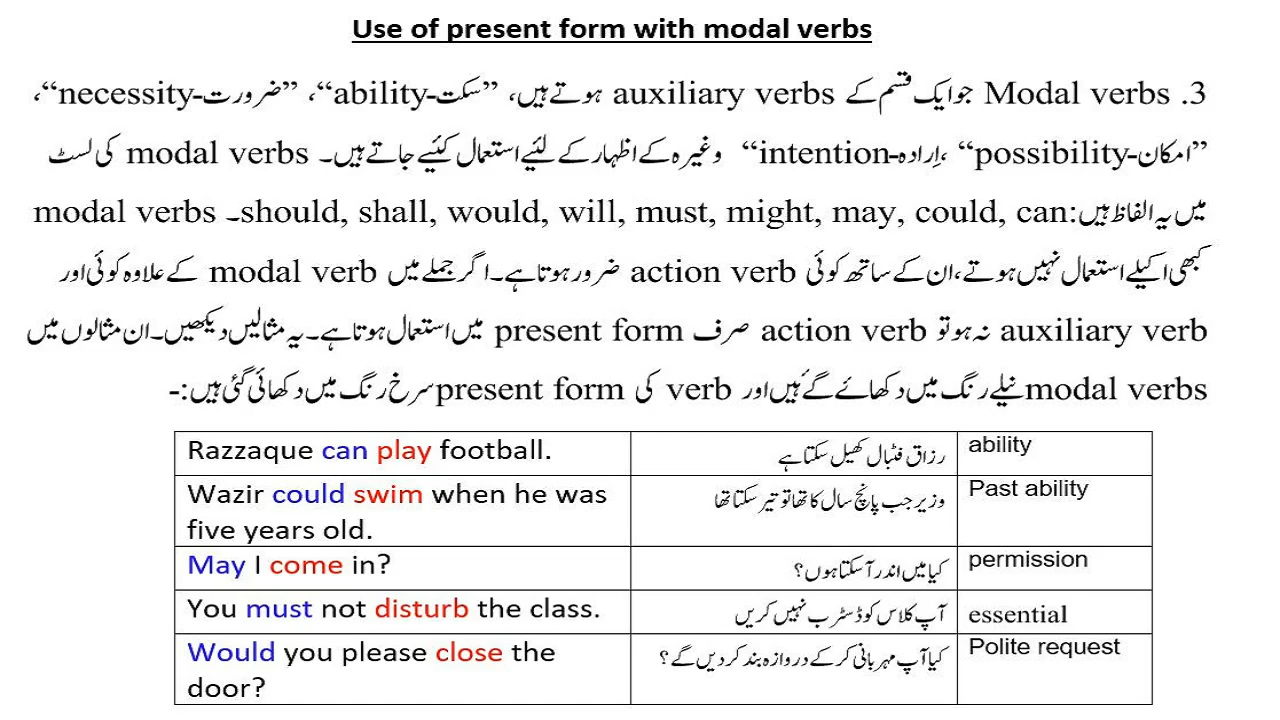 Use of present form with modal verbs
3. Modal verbs جو ایک قسم کے auxiliary verbs ہوتے ہیں، ”سکت-ability“، ”ضرورت-necessity“،
”امکان-possibility“ ،اِرادہ-intention“ وغیرہ کے اظہار کے لئیے استعمال کئیے جاتے ہیں۔ modal verbs کی لسٹ
میں یہ الفاظ ہیں:can, could, may, might, must, will, would, shall, should۔ modal verbs
کبھی اکیلے استعمال نہیں ہوتے،ان کے ساتھ کوئی action verb ضرور ہوتا ہے۔اگر جملے میں modal verb کے علاوہ کوئی اور
auxiliary verb نہ ہو تو action verb صرف present form میں استعمال ہوتا ہے۔یہ مثالیں دیکھیں۔ان مثالوں میں
modal verbs نیلے رنگ میں دکھائے گۓ ہیں اور verb کی present form سرخ رنگ میں دکھائی گئی ہیں:-
Razzaque can play football. رزاق فٹبال کھیل سکتا ہے ability
Wazir could swim when he was وزیر جب پانچ سال کا تھا تو تیر سکتا تھا Past ability
five years old.
May I come in? کیا میں اندر آ سکتا ہوں؟ permission
You must not disturb the class. آپ کلاس کو ڈسٹرب نہیں کریں essential
Would you please close the کیا آپ مہربانی کر کے دروازہ بند کر دیں گے؟ Polite request
door?